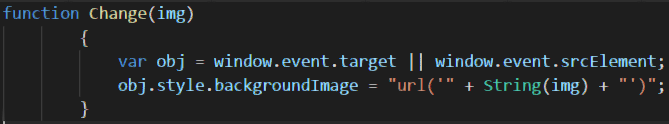 function Change(img)
{
var obj = window.event.target || window.event.srcElement;
obj.style.backgroundImage = "url('" + String(img) + "')";
}